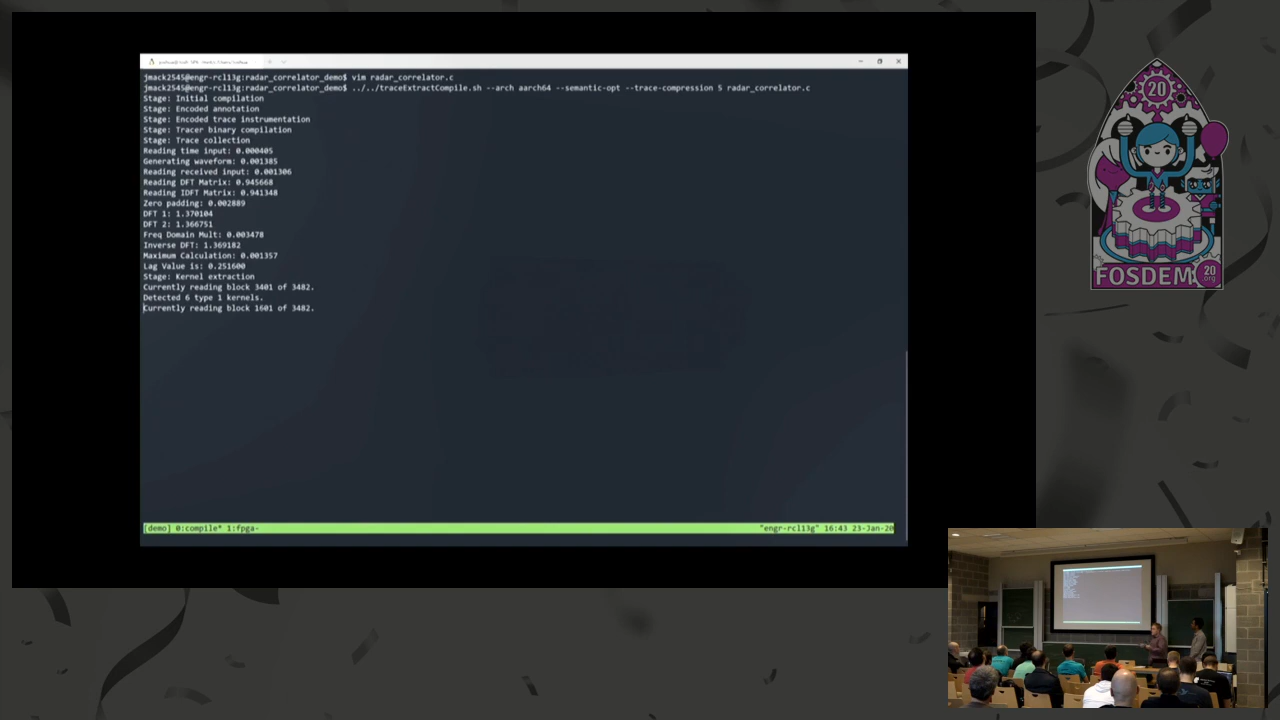 jmack2545@engr-rcl13g:radar_correlator_demo$ vim radar_correlator.c
jmack2545@engr-rcl13g:radar_correlator_demo$ ../../traceExtractCompile.sh --arch aarch64 --semantic-opt --trace-compression 5 radar_correlator.c
Stage: Initial compilation
Stage: Encoded annotation
Stage: Encoded trace instrumentation
Stage: Tracer binary compilation
Stage: Trace collection
Reading time input: 0.000405
Generating waveform: 0.001385
Reading received input: 0.001306
Reading DFT Matrix: 0.945668
Reading IDFT Matrix: 0.941348
Zero padding: 0.002889
DFT 1: 1.370104
DFT 2: 1.366751
Freq Domain Mult: 0.003478
Inverse DFT: 1.369182
Maximum Calculation: 0.001357
Lag Value is: 0.251600
Stage: Kernel extraction
Currently reading block 3401 of 3482.
Detected 6 type 1 kernels.
Currently reading block 1601 of 3482.
[demo] 0:compile* 1:fpga- "engr-rcl13g" 16:43 23-Jan-20
20
FOSDEM 20 .org